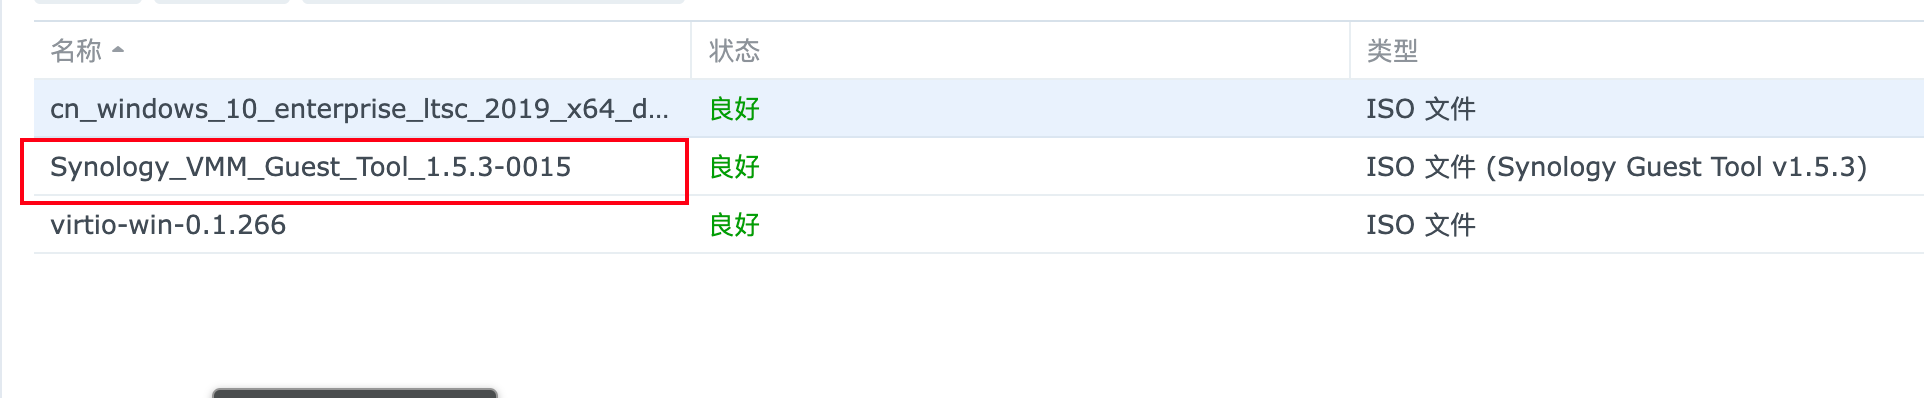 名称 状态 类型
cn_windows_10_enterprise_ltsc_2019_x64_d... 良好 ISO 文件
Synology_VMM_Guest_Tool_1.5.3-0015 良好 ISO 文件 (Synology Guest Tool v1.5.3)
virtio-win-0.1.266 良好 ISO 文件